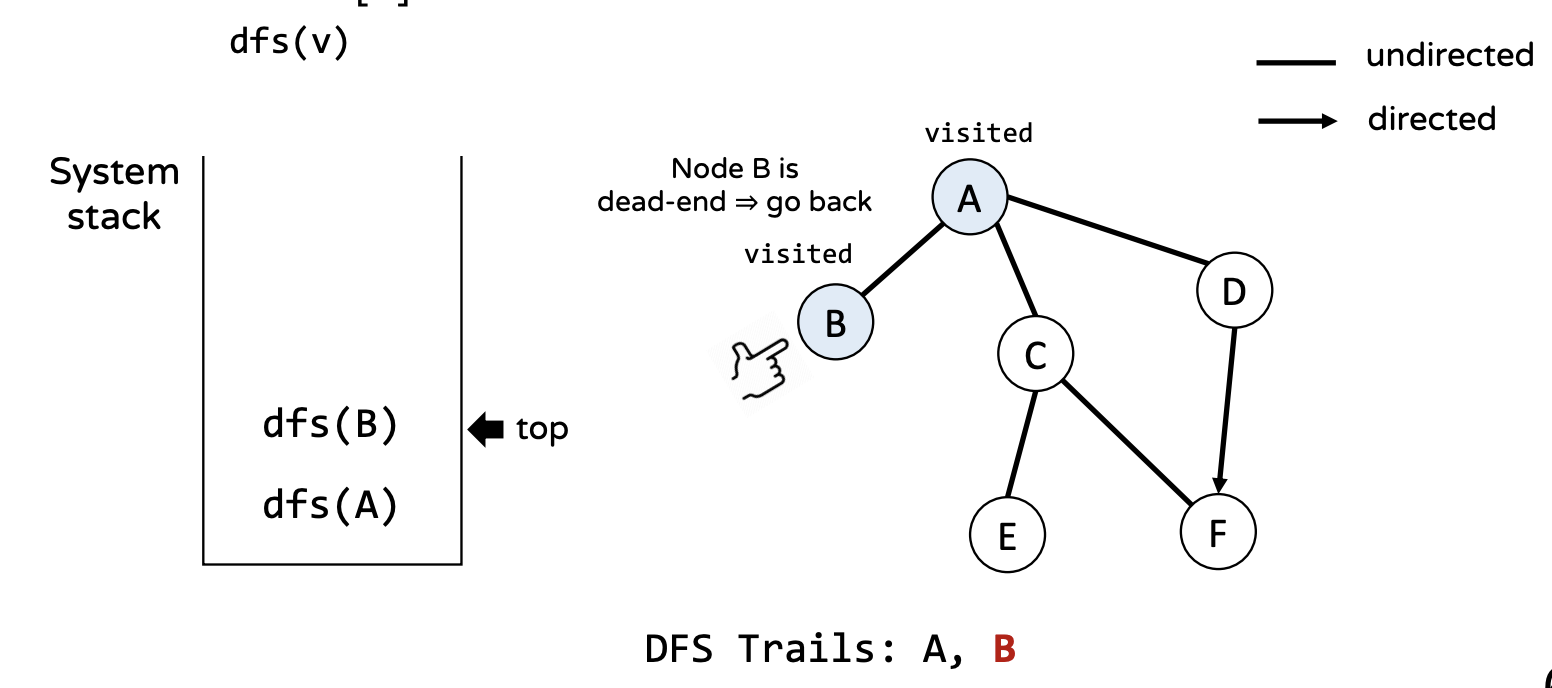 dfs(v)
undirected
directed
System
stack
dfs(B)
dfs(A)
top
Node B is
dead-end ⇒ go back
visited
visited
A
B
C
D
E
F
DFS Trails: A, B